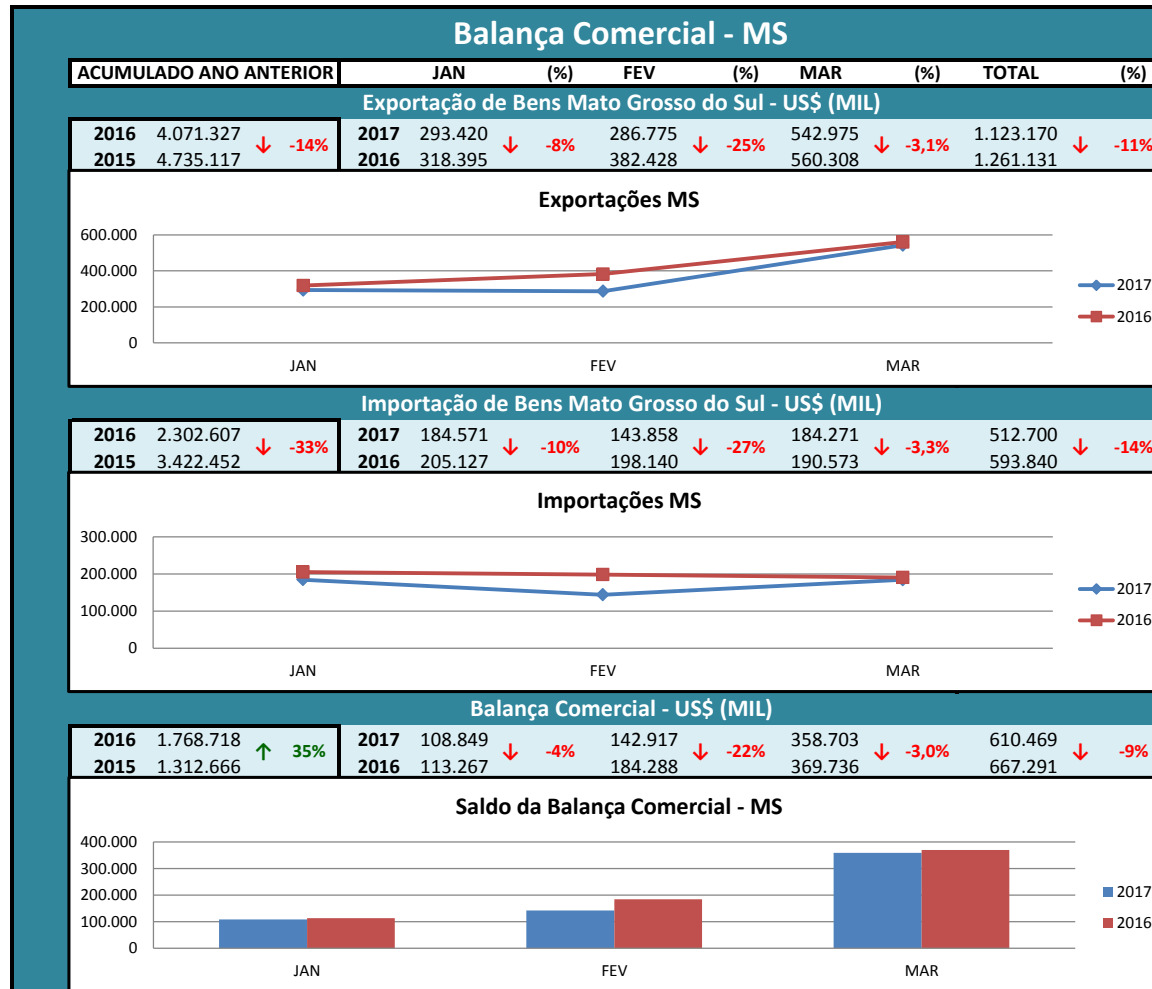 Balança Comercial - MS
ACUMULADO ANO ANTERIOR JAN (%) FEV (%) MAR (%) TOTAL (%)
Exportação de Bens Mato Grosso do Sul - US$ (MIL)
2016 4.071.327 ↓ -14% 2017 293.420 ↓ -8% 286.775 ↓ -25% 542.975 ↓ -3,1% 1.123.170 ↓ -11%
2015 4.735.117 2016 318.395 382.428 560.308 1.261.131
Exportações MS
600.000
400.000
200.000
0
JAN FEV MAR
2017
2016
Importação de Bens Mato Grosso do Sul - US$ (MIL)
2016 2.302.607 ↓ -33% 2017 184.571 ↓ -10% 143.858 ↓ -27% 184.271 ↓ -3,3% 512.700 ↓ -14%
2015 3.422.452 2016 205.127 198.140 190.573 593.840
Importações MS
300.000
200.000
100.000
0
JAN FEV MAR
2017
2016
Balança Comercial - US$ (MIL)
2016 1.768.718 ↑ 35% 2017 108.849 ↓ -4% 142.917 ↓ -22% 358.703 ↓ -3,0% 610.469 ↓ -9%
2015 1.312.666 2016 113.267 184.288 369.736 667.291
Saldo da Balança Comercial - MS
400.000
300.000
200.000
100.000
0
JAN FEV MAR
2017
2016